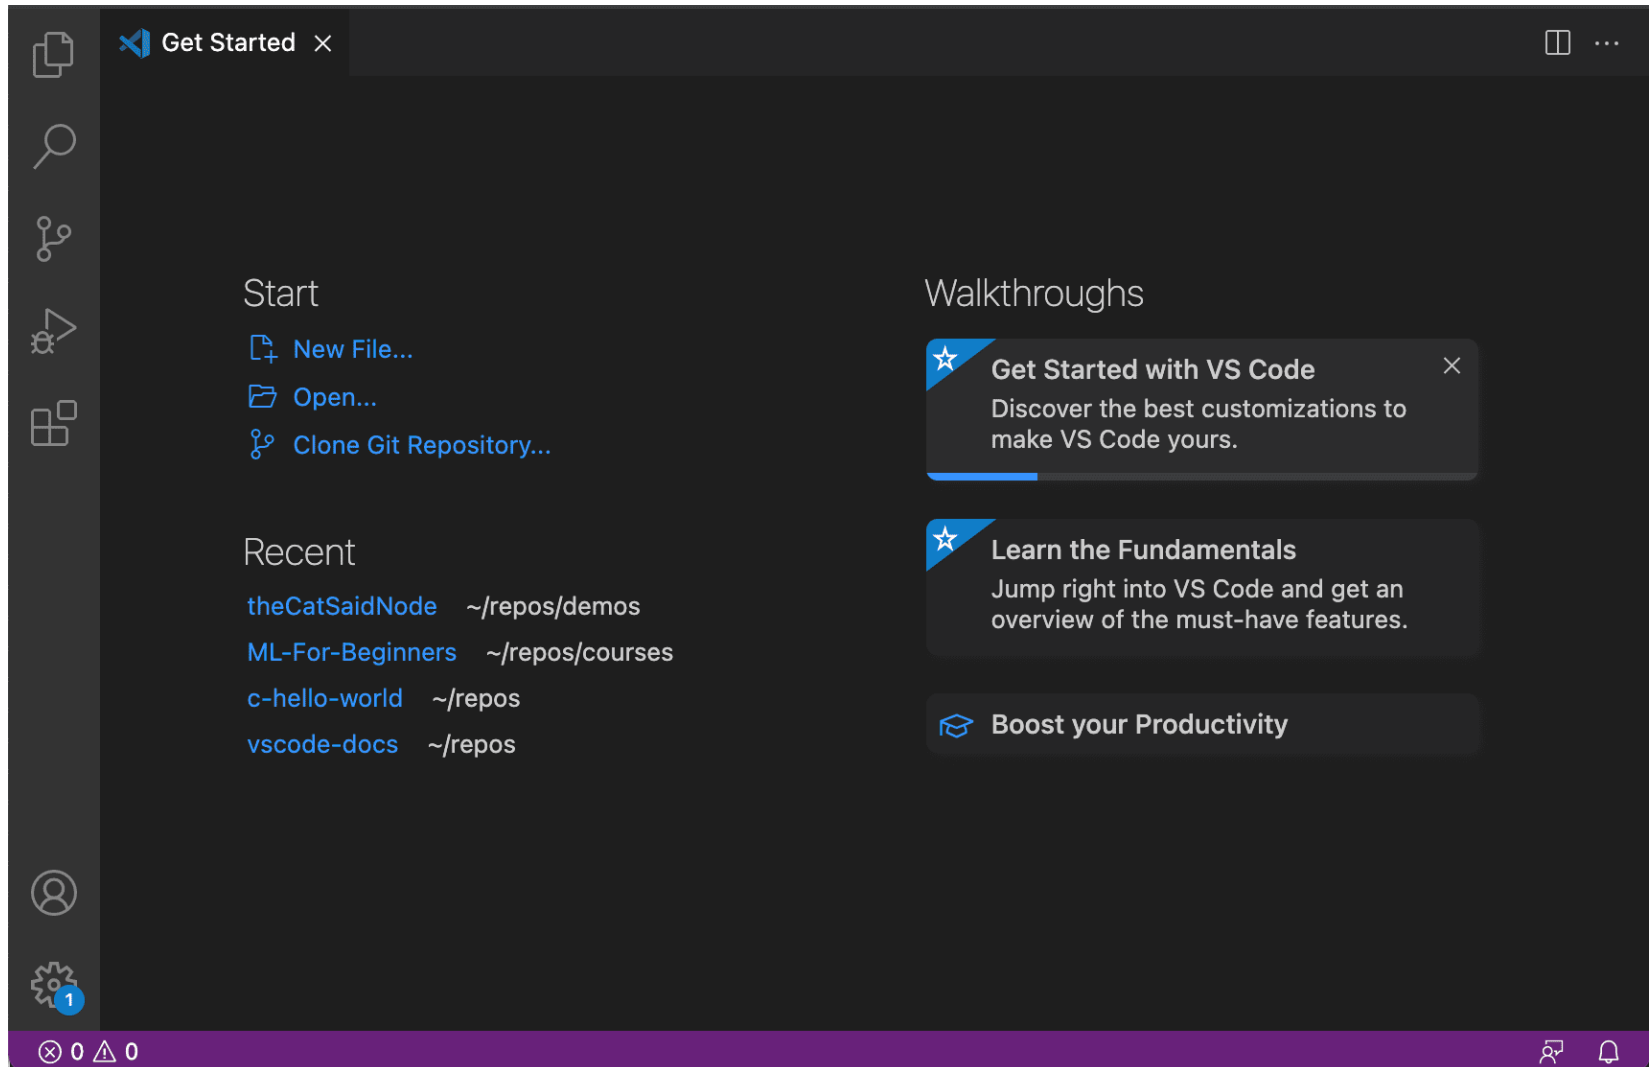 Get Started
Start
New File...
Open...
Clone Git Repository...
Recent
theCatSaidNode ~/repos/demos
ML-For-Beginners ~/repos/courses
c-hello-world ~/repos
vscode-docs ~/repos
Walkthroughs
Get Started with VS Code
Discover the best customizations to
make VS Code yours.
Learn the Fundamentals
Jump right into VS Code and get an
overview of the must-have features.
Boost your Productivity
1
0 0